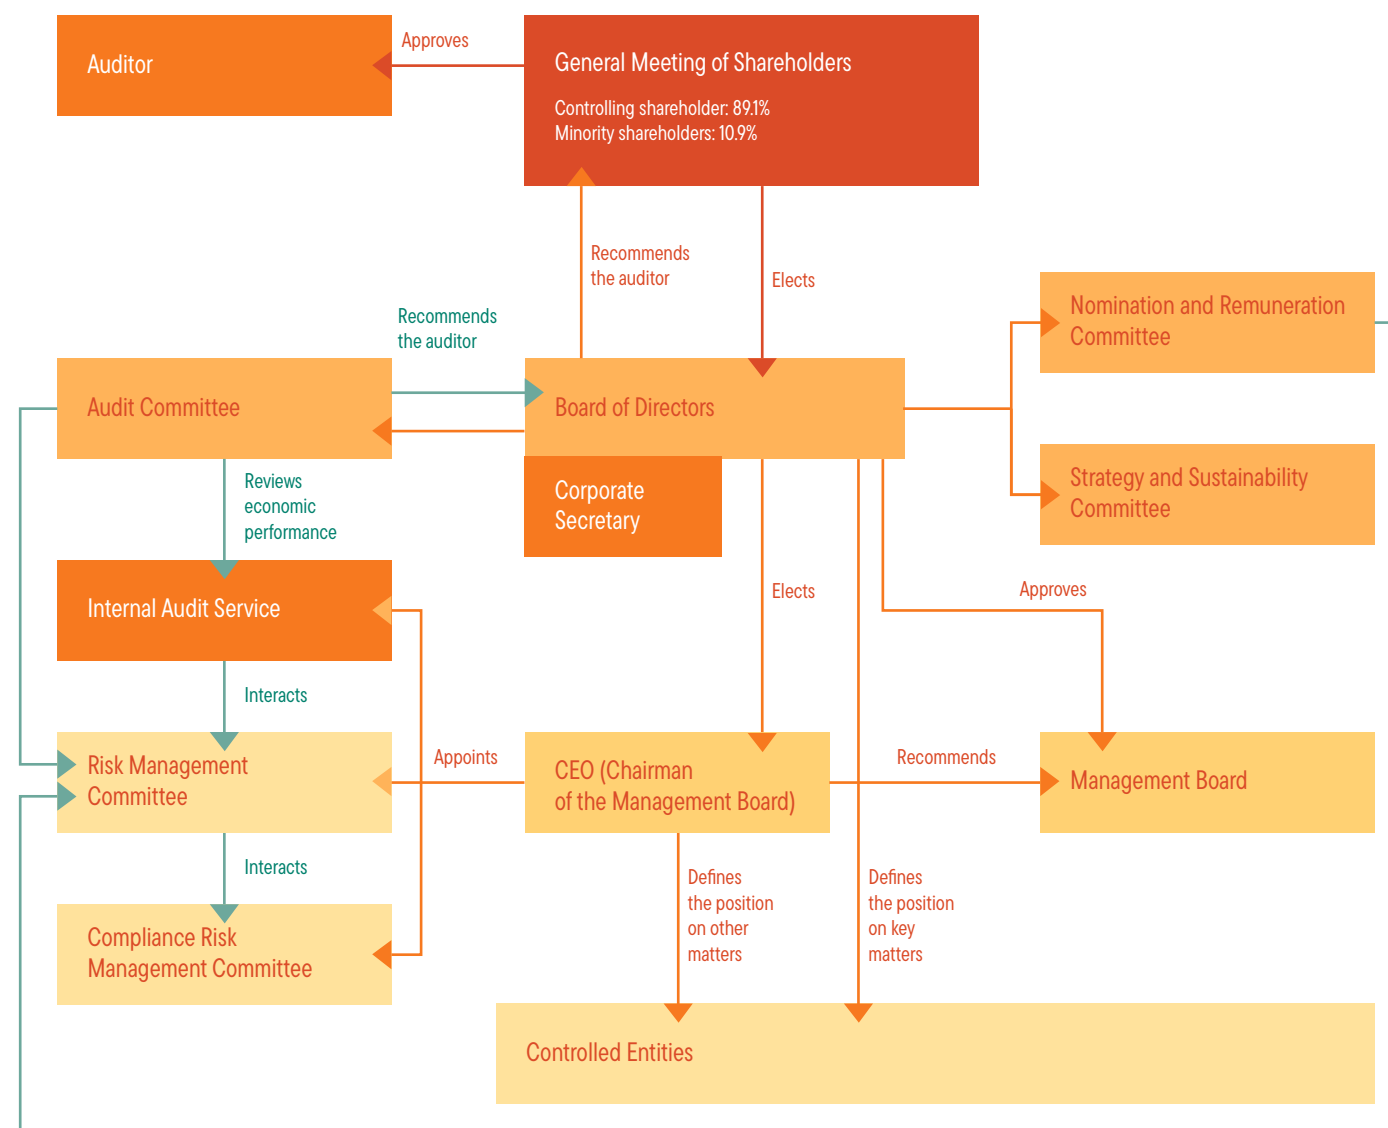 Auditor
Approves
General Meeting of Shareholders
Controlling shareholder: 89.1%
Minority shareholders: 10.9%
Recommends
the auditor
Elects
Recommends
the auditor
Nomination and Remuneration
Committee
Audit Committee
Board of Directors
Strategy and Sustainability
Committee
Reviews
economic
performance
Corporate
Secretary
Internal Audit Service
Elects
Approves
Interacts
Risk Management
Committee
Appoints
CEO (Chairman
of the Management Board)
Recommends
Management Board
Interacts
Defines
the position
on other
matters
Defines
the position
on key
matters
Compliance Risk
Management Committee
Controlled Entities